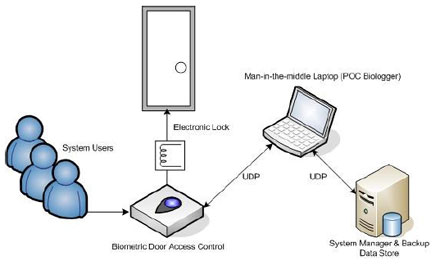 Man-in-the-middle Laptop (POC Biologger)
Electronic Lock
System Users
UDP
UDP
Biometric Door Access Control
System Manager & Backup
Data Store